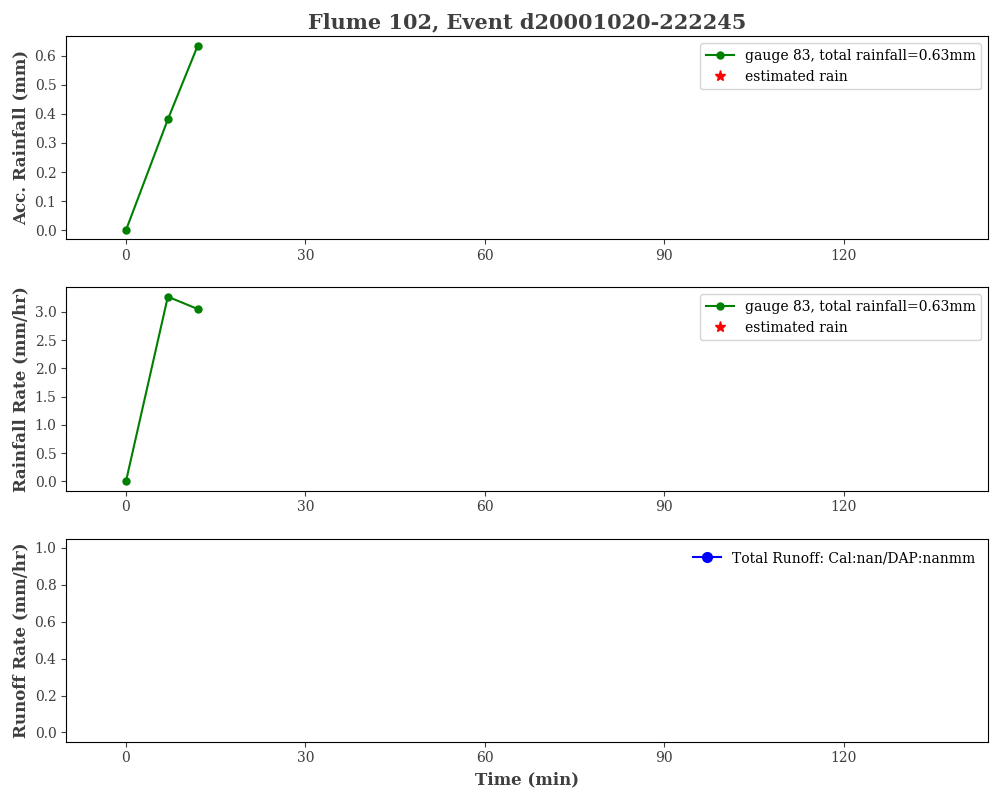 Flume 102, Event d20001020-222245
Acc. Rainfall (mm)
0.6
0.5
0.4
0.3
0.2
0.1
0.0
gauge 83, total rainfall=0.63mm
estimated rain
0 30 60 90 120
Rainfall Rate (mm/hr)
3.0
2.5
2.0
1.5
1.0
0.5
0.0
gauge 83, total rainfall=0.63mm
estimated rain
0 30 60 90 120
Runoff Rate (mm/hr)
1.0
0.8
0.6
0.4
0.2
0.0
Total Runoff: Cal:nan/DAP:nanmm
0 30 60 90 120
Time (min)